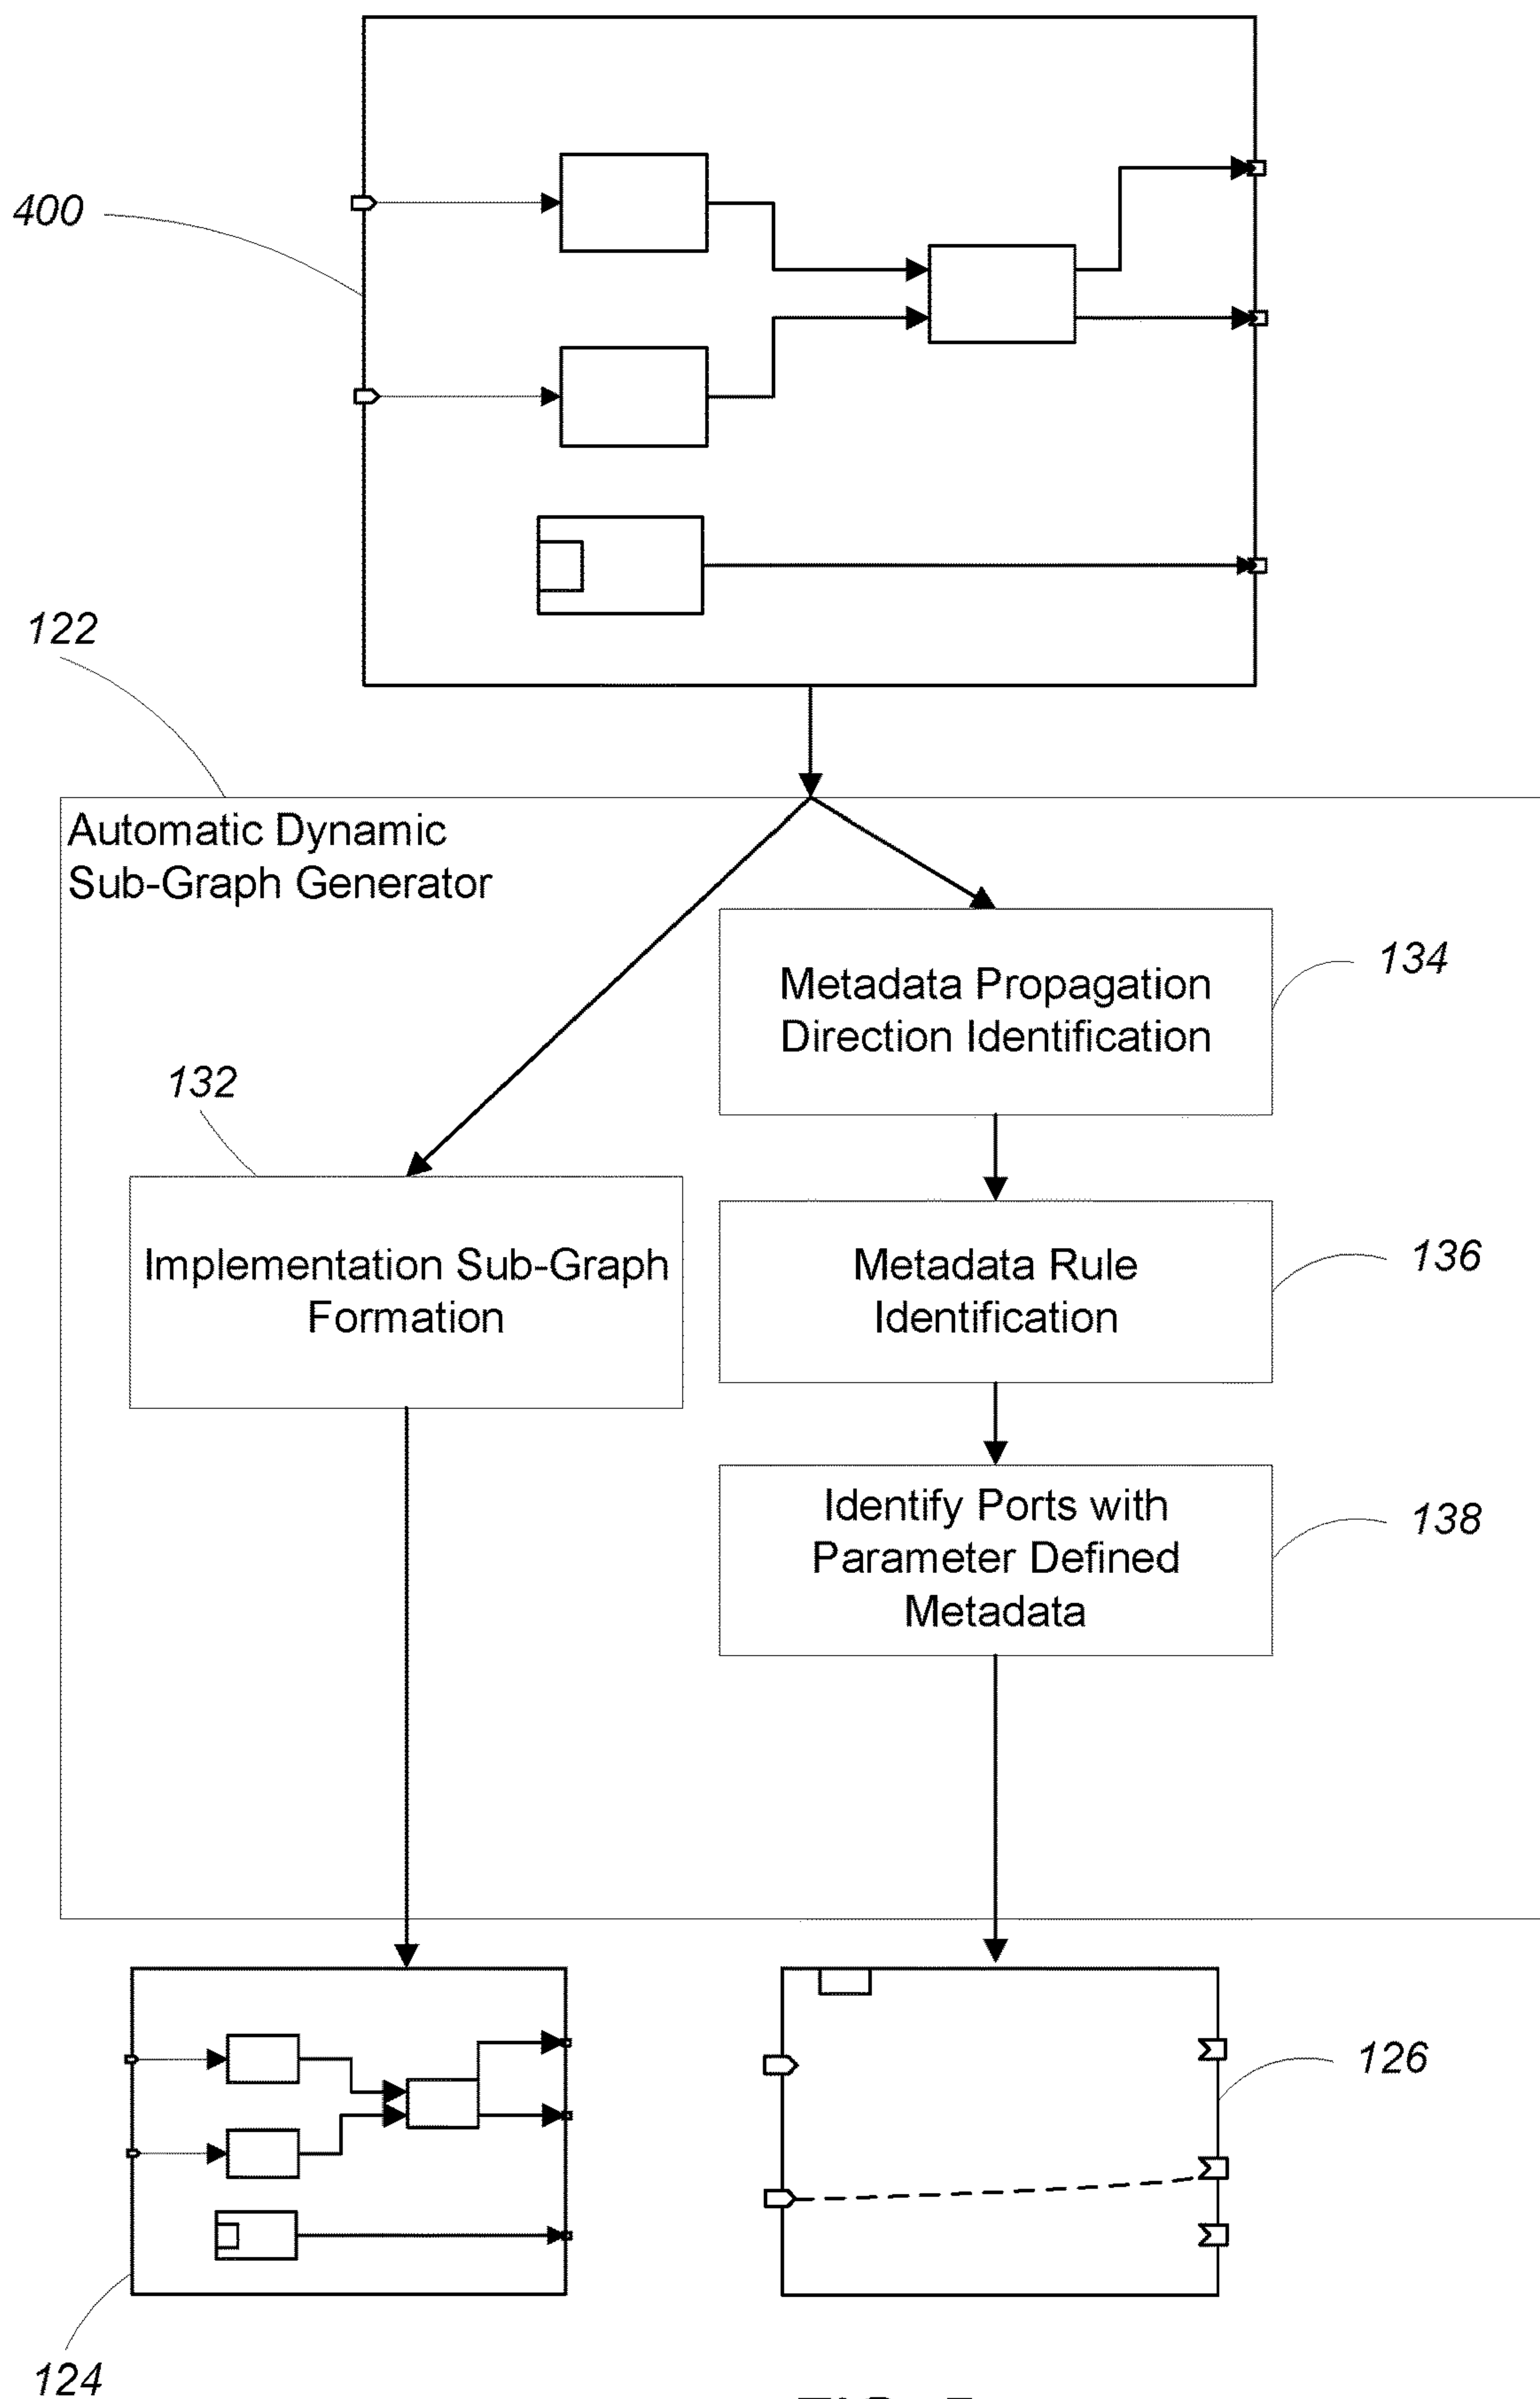 400
122
Automatic Dynamic
Sub-Graph Generator
134
Metadata Propagation
Direction Identification
132
Implementation Sub-Graph
Formation
136
Metadata Rule
Identification
138
Identify Ports with
Parameter Defined
Metadata
126
124